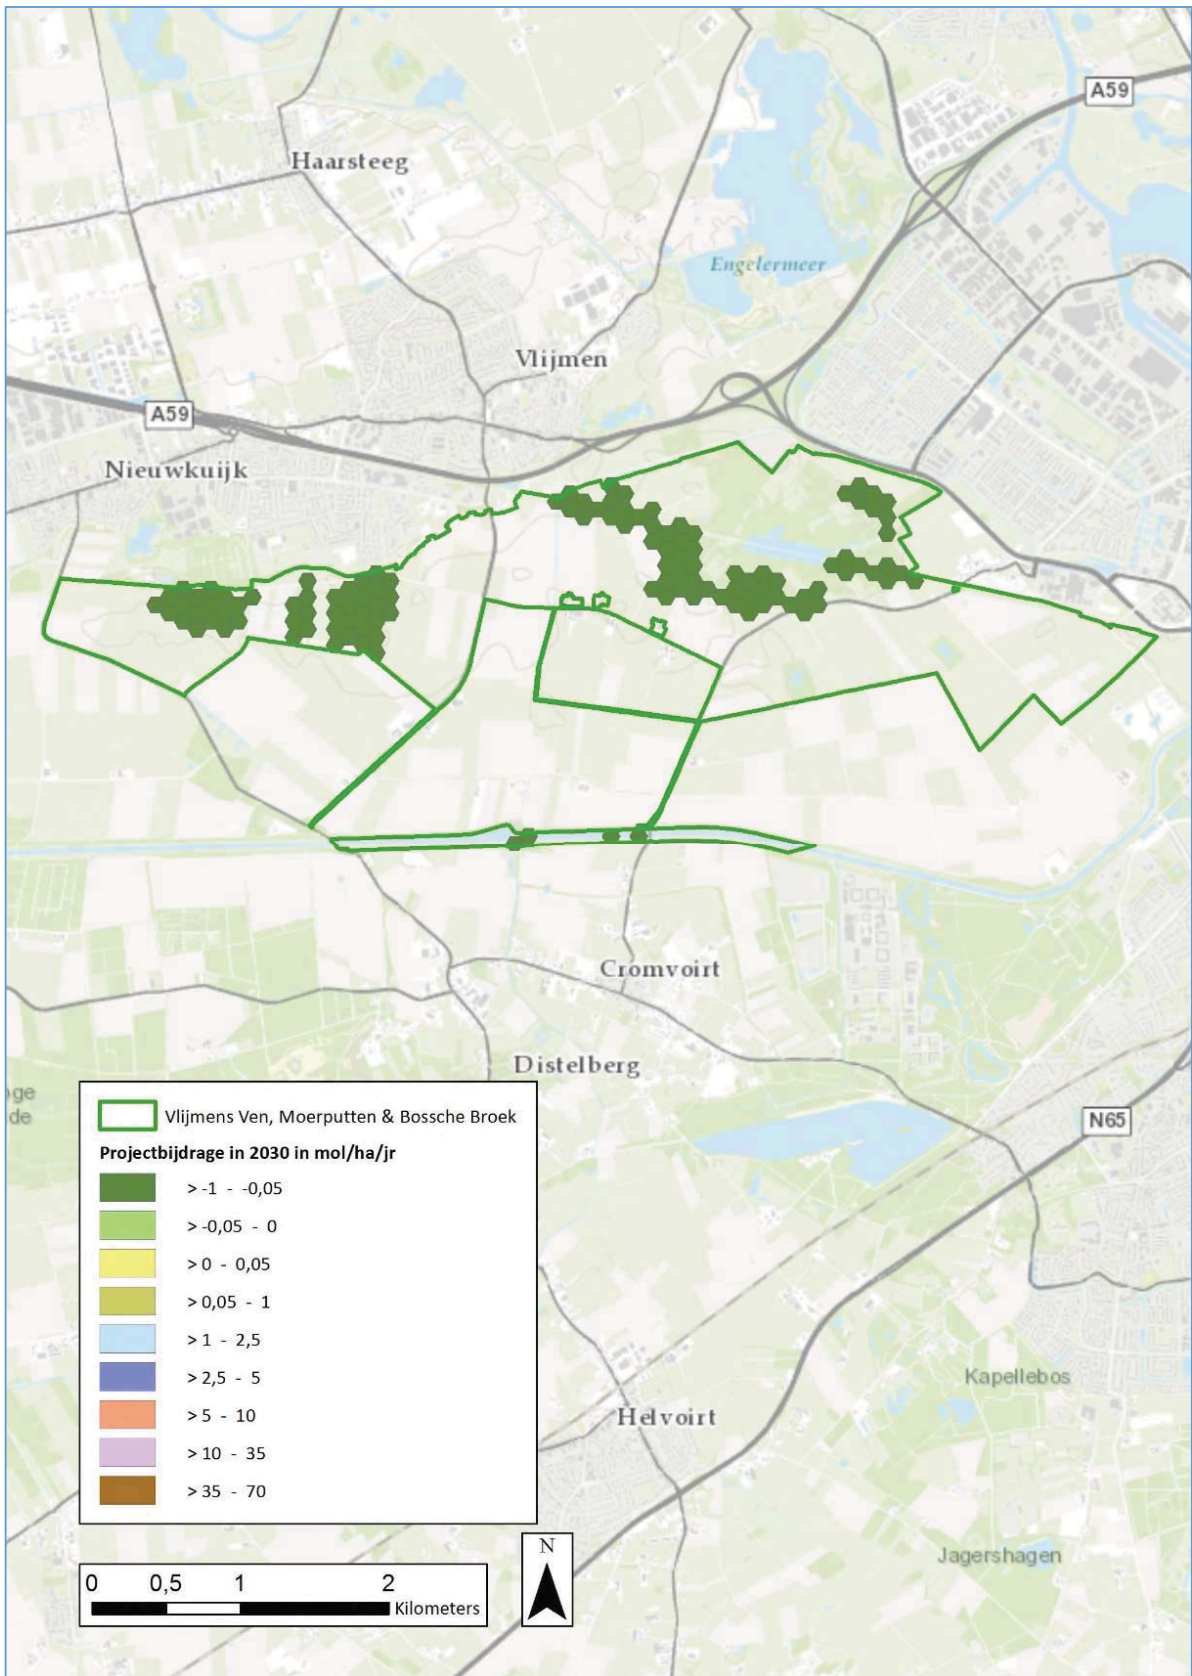 A59
Haarsteeg
Engelermeer
Vlijmen
A59
Nieuwkuijk
Cromvoirt
Distelberg
oge
de
N65
Vlijmens Ven, Moerputten & Bossche Broek
Projectbijdrage in 2030 in mol/ha/jr
> -1 - -0,05
> -0,05 - 0
> 0 - 0,05
> 0,05 - 1
> 1 - 2,5
> 2,5 - 5
> 5 - 10
> 10 - 35
> 35 - 70
Kapellebos
Helvoirt
Jagershagen
N
0 0,5 1 2
Kilometers